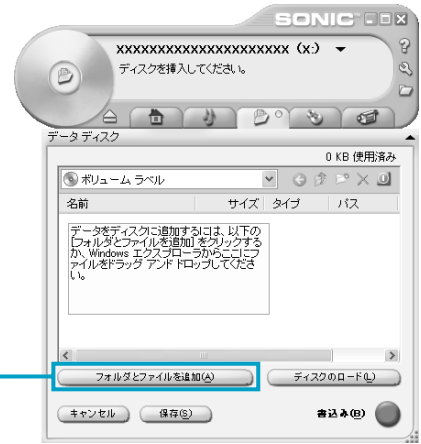 SONIC
XXXXXXXXXXXXXXXXXXXXXX (X:)
ディスクを挿入してください。
データ ディスク
0 KB 使用済み
ボリューム ラベル
名前 サイズ タイプ パス
データをディスクに追加するには、以下の
[フォルダとファイルを追加] をクリックする
か、Windows エクスプローラからここにフ
ァイルをドラッグ アンド ドロップしてくださ
い。
フォルダとファイルを追加(A) ディスクのロード(L)
キャンセル 保存(S) 書込み(B)